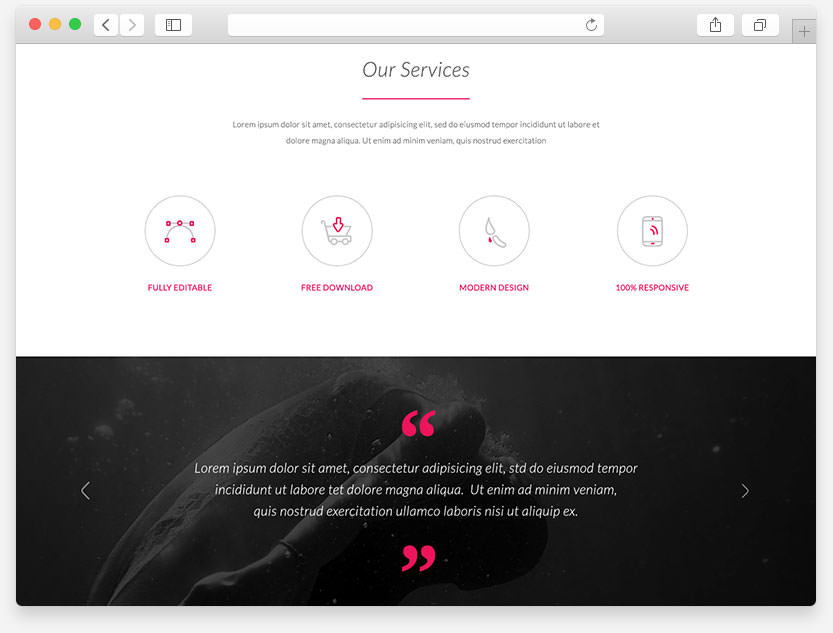 Our Services
Lorem ipsum dolor sit amet, consectetur adipisicing elit, sed do eiusmod tempor incididunt ut labore et
dolore magna aliqua. Ut enim ad minim veniam, quis nostrud exercitation
FULLY EDITABLE
FREE DOWNLOAD
MODERN DESIGN
100% RESPONSIVE
“
Lorem ipsum dolor sit amet, consectetur adipisicing elit, std do eiusmod tempor
incididunt ut labore tet dolore magna aliqua.  Ut enim ad minim veniam,
quis nostrud exercitation ullamco laboris nisi ut aliquip ex.
”